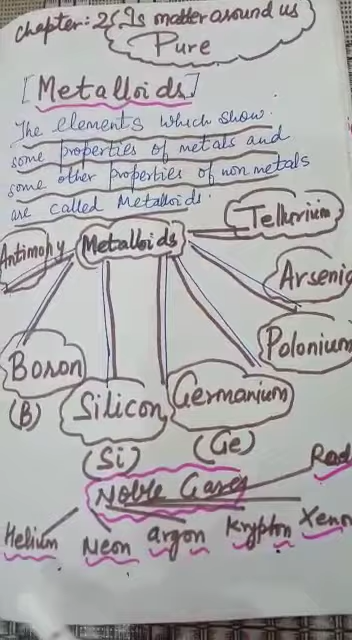 Chapter: 2 Is matter around us
Pure
[Metalloids]
The elements which show
some properties of metals and
some other properties of non metals
are called Metalloids.
Tellurium
Antimony
Metalloids
Arsenic
Polonium
Boron
(B)
Silicon
(Si)
Germanium
(Ge)
Noble Gases
Rad
Helium
Neon
argon
Krypton
Xeno